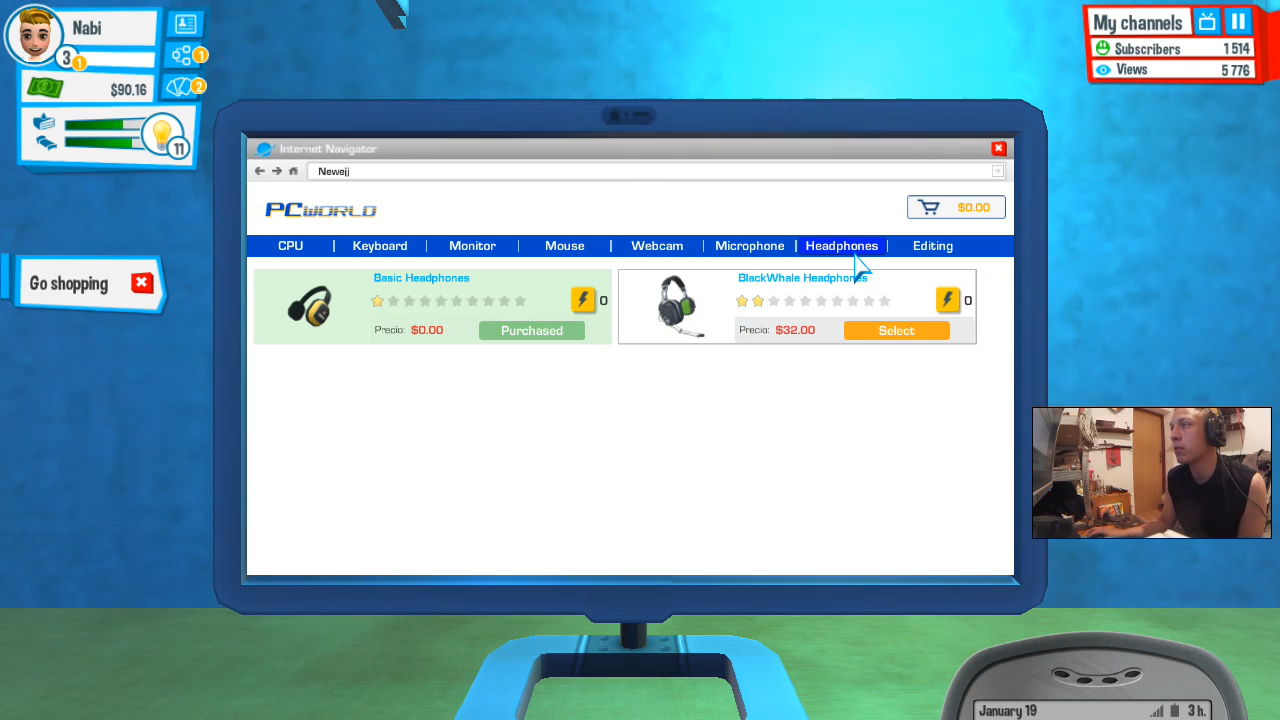 Nabi
3
1
1
$90.16
2
11
My channels
Subscribers 1 514
Views 5 776
Go shopping
Internet Navigator
Newejj
PCWORLD
$0.00
CPU | Keyboard | Monitor | Mouse | Webcam | Microphone | Headphones | Editing
Basic Headphones
0
Precio: $0.00 Purchased
BlackWhale Headphones
0
Precio: $32.00 Select
January 19 3 h.